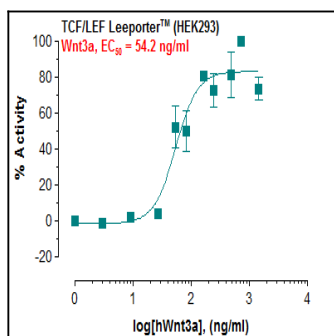 TCF/LEF Leeporter™ (HEK293)
Wnt3a, EC₅₀ = 54.2 ng/ml
100
80
60
40
20
0
-20
% Activity
0 1 2 3 4
log[hWnt3a], (ng/ml)